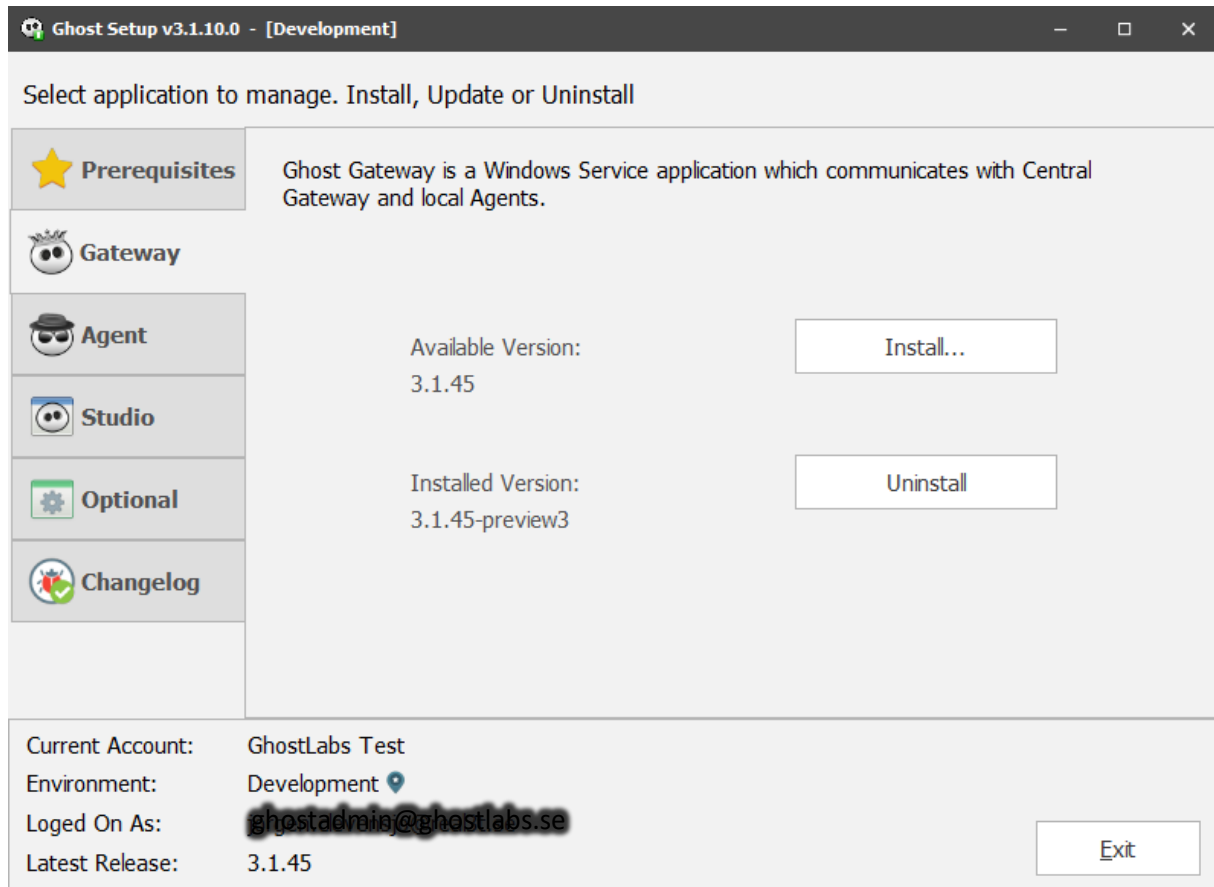 Ghost Setup v3.1.10.0 - [Development]
Select application to manage. Install, Update or Uninstall
Prerequisites
Gateway
Agent
Studio
Optional
Changelog
Ghost Gateway is a Windows Service application which communicates with Central
Gateway and local Agents.
Available Version:
3.1.45
Install...
Installed Version:
3.1.45-preview3
Uninstall
Current Account: GhostLabs Test
Environment: Development
Loged On As: ghostadmin@ghostlabs.se
Latest Release: 3.1.45
Exit